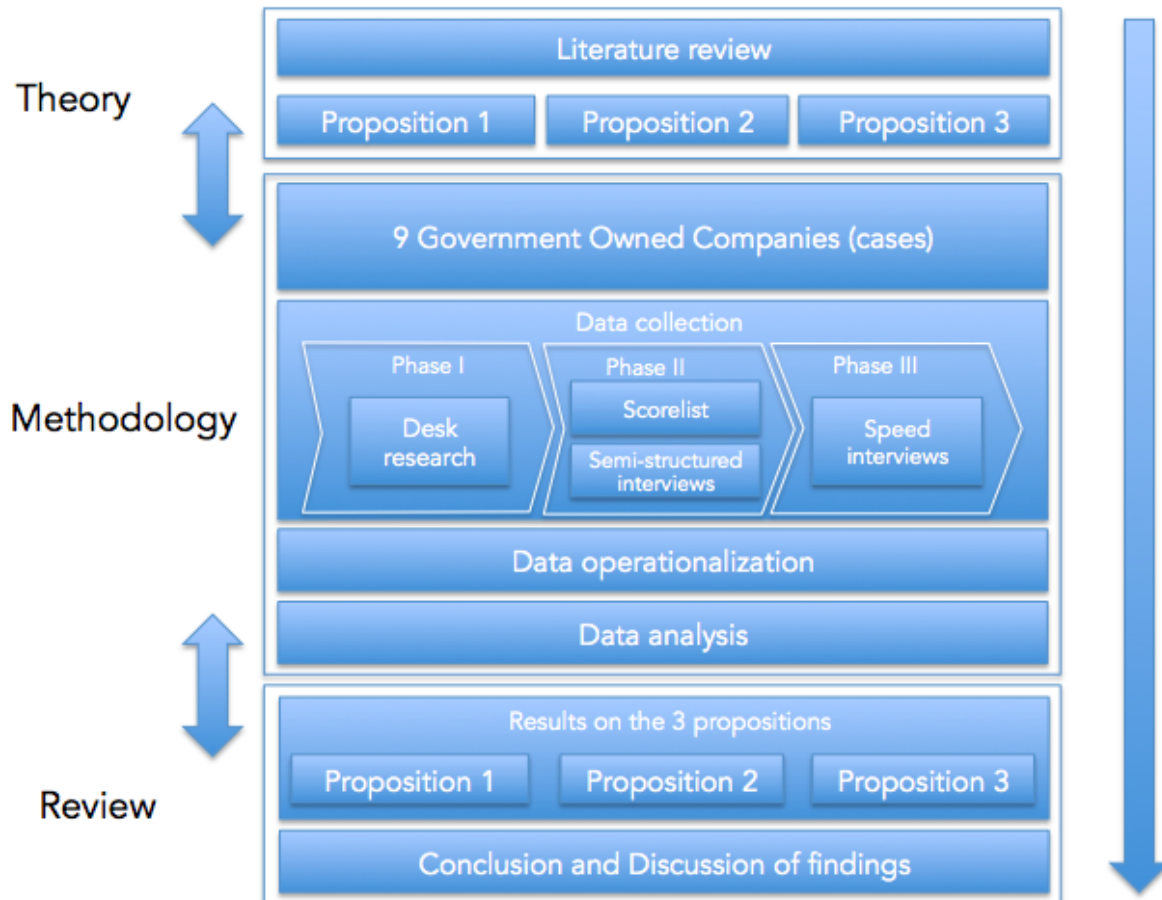 Literature review
Theory
Proposition 1
Proposition 2
Proposition 3
9 Government Owned Companies (cases)
Data collection
Methodology
Phase I
Desk
research
Phase II
Scorelist
Semi-structured
interviews
Phase III
Speed
interviews
Data operationalization
Data analysis
Results on the 3 propositions
Review
Proposition 1
Proposition 2
Proposition 3
Conclusion and Discussion of findings